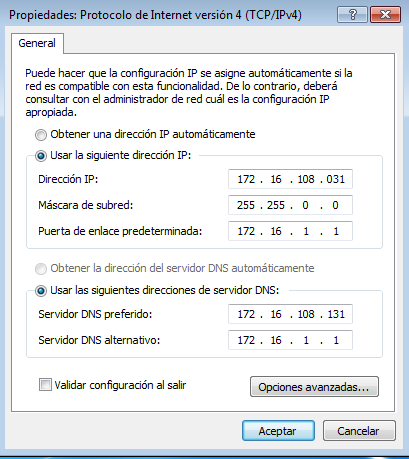 Propiedades: Protocolo de Internet versión 4 (TCP/IPv4)
General
Puede hacer que la configuración IP se asigne automáticamente si la
red es compatible con esta funcionalidad. De lo contrario, deberá
consultar con el administrador de red cuál es la configuración IP
apropiada.
Obtener una dirección IP automáticamente
Usar la siguiente dirección IP:
Dirección IP: 172 . 16 . 108 . 031
Máscara de subred: 255 . 255 . 0 . 0
Puerta de enlace predeterminada: 172 . 16 . 1 . 1
Obtener la dirección del servidor DNS automáticamente
Usar las siguientes direcciones de servidor DNS:
Servidor DNS preferido: 172 . 16 . 108 . 131
Servidor DNS alternativo: 172 . 16 . 1 . 1
Validar configuración al salir
Opciones avanzadas...
Aceptar Cancelar